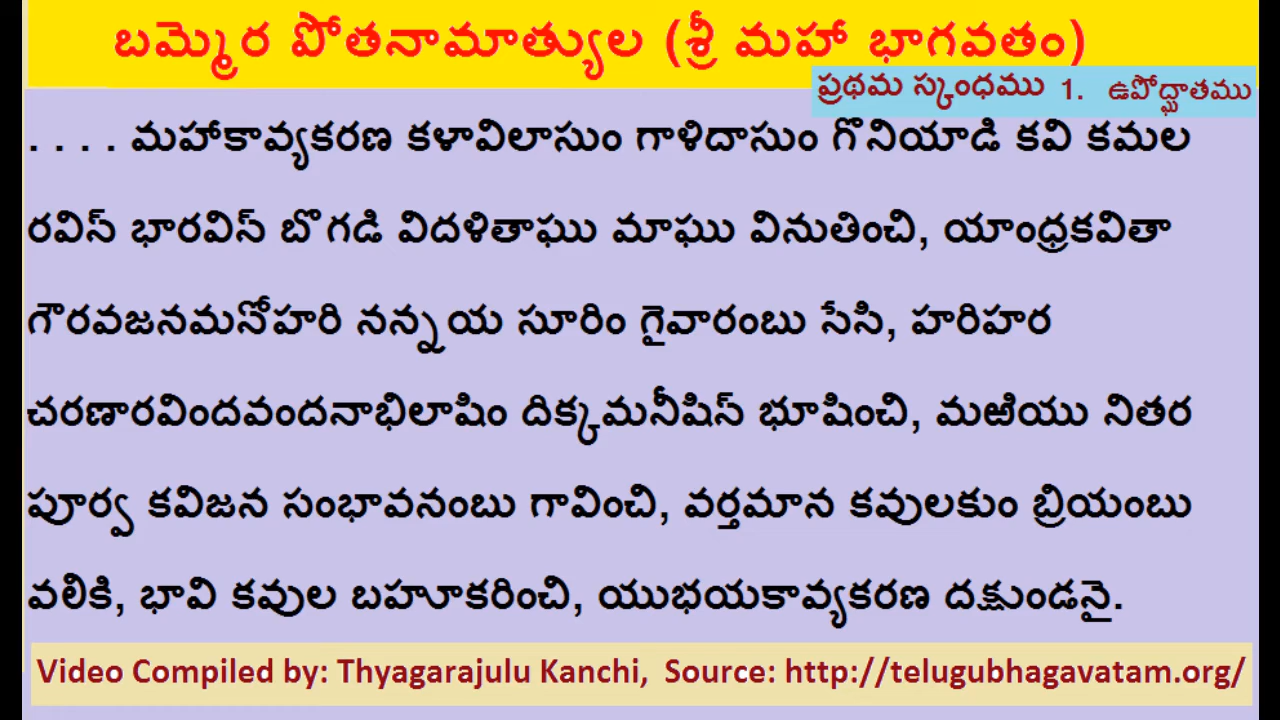 బమ్మెర పోతనామాత్యుల (శ్రీ మహా భాగవతం)
ప్రథమ స్కంధము 1. ఉపోద్ఘాతము
. . . . మహాకావ్యకరణ కళావిలాసుం గాళిదాసుం గొనియాడి కవి కమల
రవిస్ భారవిస్ బొగడి విదళితాఘు మాఘు వినుతించి, యాంధ్రకవితా
గౌరవజనమనోహరి నన్నయ సూరిం గైవారంబు సేసి, హరిహర
చరణారవిందవందనాభిలాషిం దిక్కమనీషిస్ భూషించి, మఱియు నితర
పూర్వ కవిజన సంభావనంబు గావించి, వర్తమాన కవులకుం బ్రియంబు
వలికి, భావి కవుల బహూకరించి, యుభయకావ్యకరణ దక్షుండనై.
Video Compiled by: Thyagarajulu Kanchi, Source: http://telugubhagavatam.org/